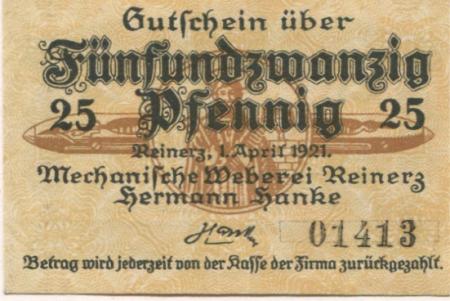 Gutschein über
Fünfundzwanzig
25 Pfennig 25
Reinerz, 1. April 1921.
Mechanische Weberei Reinerz
Hermann Hanke
Hanke
01413
Betrag wird jederzeit von der Kasse der Firma zurückgezahlt.